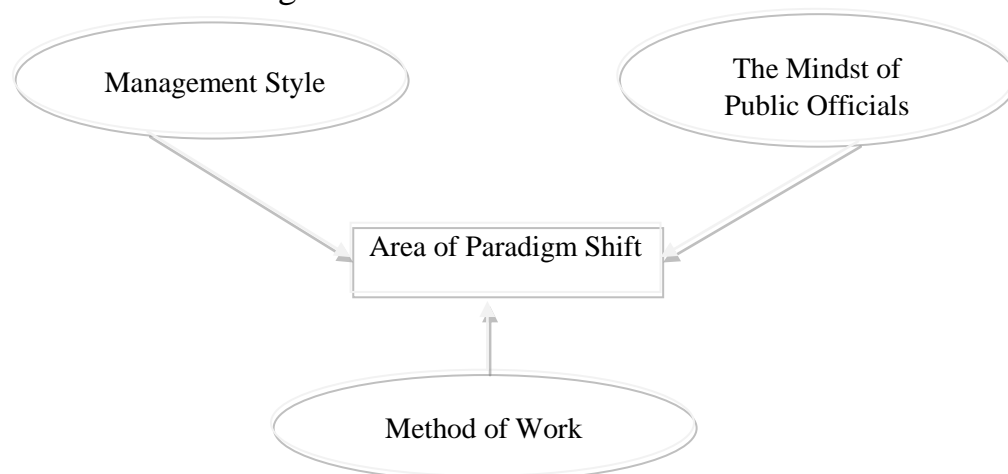 Management Style
The Mindst of
Public Officials
Area of Paradigm Shift
Method of Work